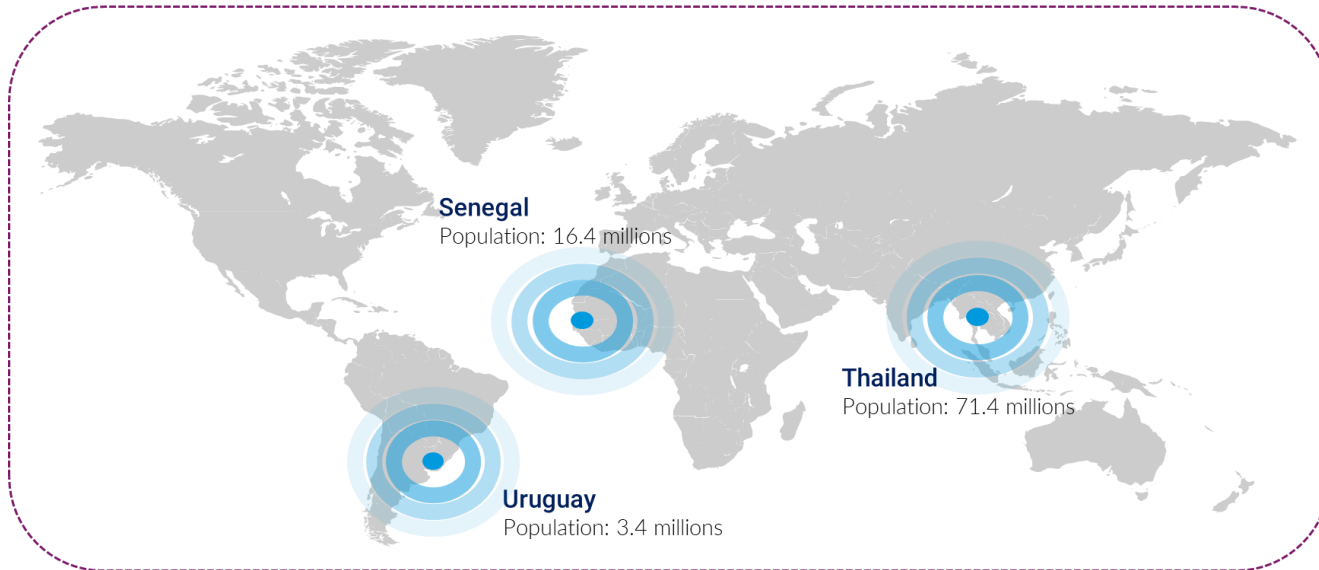 Senegal
Population: 16.4 millions
Thailand
Population: 71.4 millions
Uruguay
Population: 3.4 millions